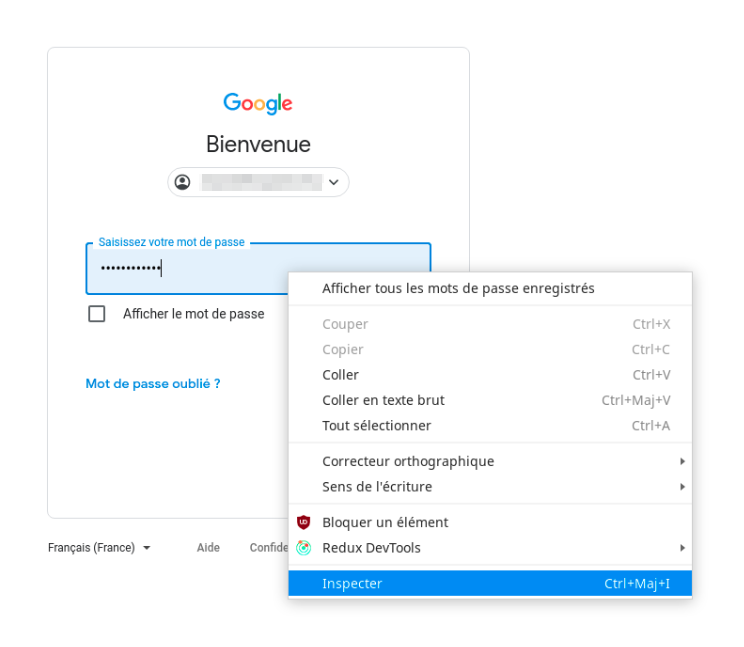 Google
Bienvenue
Saisissez votre mot de passe
••••••••••••
Afficher le mot de passe
Mot de passe oublié ?
Français (France)
Aide
Afficher tous les mots de passe enregistrés
Couper Ctrl+X
Copier Ctrl+C
Coller Ctrl+V
Coller en texte brut Ctrl+Maj+V
Tout sélectionner Ctrl+A
Correcteur orthographique
Sens de l'écriture
Bloquer un élément
Redux DevTools
Inspecter Ctrl+Maj+I